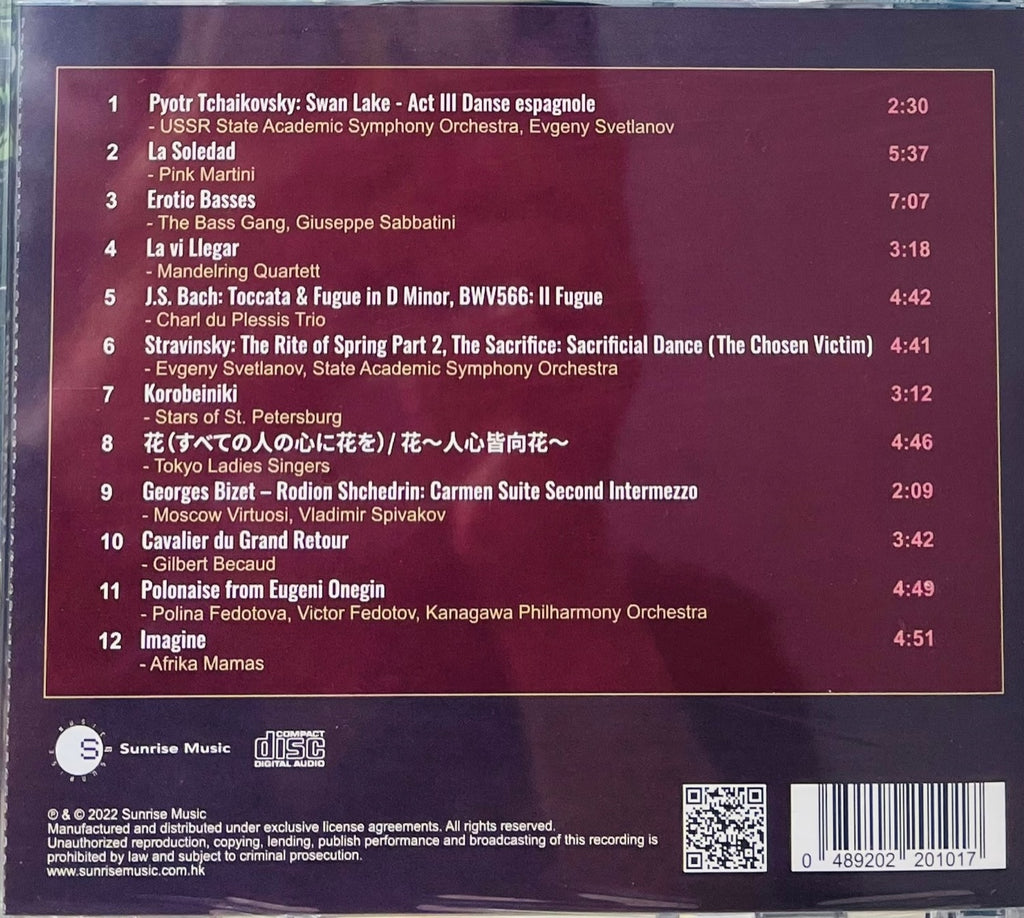 1 Pyotr Tchaikovsky: Swan Lake - Act III Danse espagnole 2:30
- USSR State Academic Symphony Orchestra, Evgeny Svetlanov
2 La Soledad 5:37
- Pink Martini
3 Erotic Basses 7:07
- The Bass Gang, Giuseppe Sabbatini
4 La vi Llegar 3:18
- Mandelring Quartett
5 J.S. Bach: Toccata & Fugue in D Minor, BWV566: II Fugue 4:42
- Charl du Plessis Trio
6 Stravinsky: The Rite of Spring Part 2, The Sacrifice: Sacrificial Dance (The Chosen Victim) 4:41
- Evgeny Svetlanov, State Academic Symphony Orchestra
7 Korobeiniki 3:12
- Stars of St. Petersburg
8 花(すべての人の心に花を)/ 花～人心皆向花～ 4:46
- Tokyo Ladies Singers
9 Georges Bizet – Rodion Shchedrin: Carmen Suite Second Intermezzo 2:09
- Moscow Virtuosi, Vladimir Spivakov
10 Cavalier du Grand Retour 3:42
- Gilbert Becaud
11 Polonaise from Eugeni Onegin 4:49
- Polina Fedotova, Victor Fedotov, Kanagawa Philharmony Orchestra
12 Imagine 4:51
- Afrika Mamas
S Sunrise Music
COMPACT
disc
DIGITAL AUDIO
℗ & © 2022 Sunrise Music
Manufactured and distributed under exclusive license agreements. All rights reserved.
Unauthorized reproduction, copying, lending, publish performance and broadcasting of this recording is
prohibited by law and subject to criminal prosecution.
www.sunrisemusic.com.hk
0 489202 201017